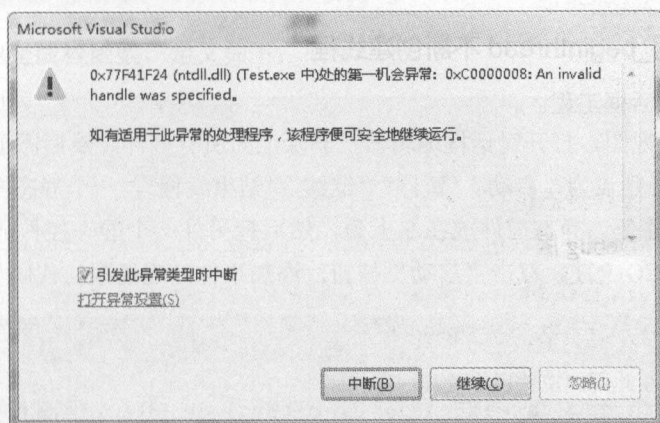 Microsoft Visual Studio
0x77F41F24 (ntdll.dll) (Test.exe 中)处的第一机会异常: 0xC0000008: An invalid
handle was specified。
如有适用于此异常的处理程序，该程序便可安全地继续运行。
引发此异常类型时中断
打开异常设置(S)
中断(B)
继续(C)
忽略(I)